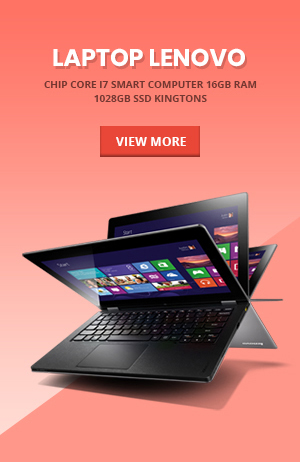 LAPTOP LENOVO
CHIP CORE I7 SMART COMPUTER 16GB RAM
1028GB SSD KINGTONS
VIEW MORE
Start
Start